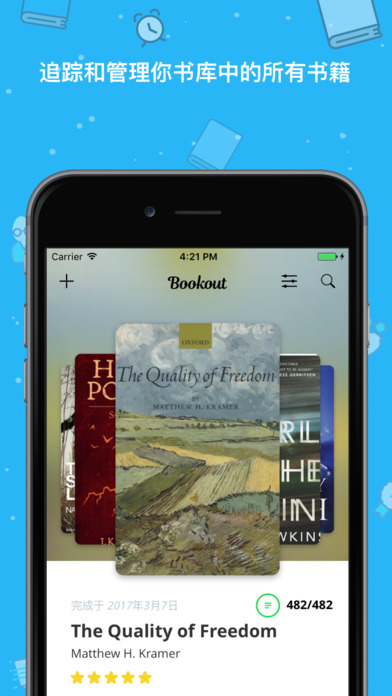 追踪和管理你书库中的所有书籍
Carrier 4:21 PM
Bookout
OXFORD
The Quality of Freedom
BY
MATTHEW H. KRAMER
完成于 2017年3月7日
482/482
The Quality of Freedom
Matthew H. Kramer